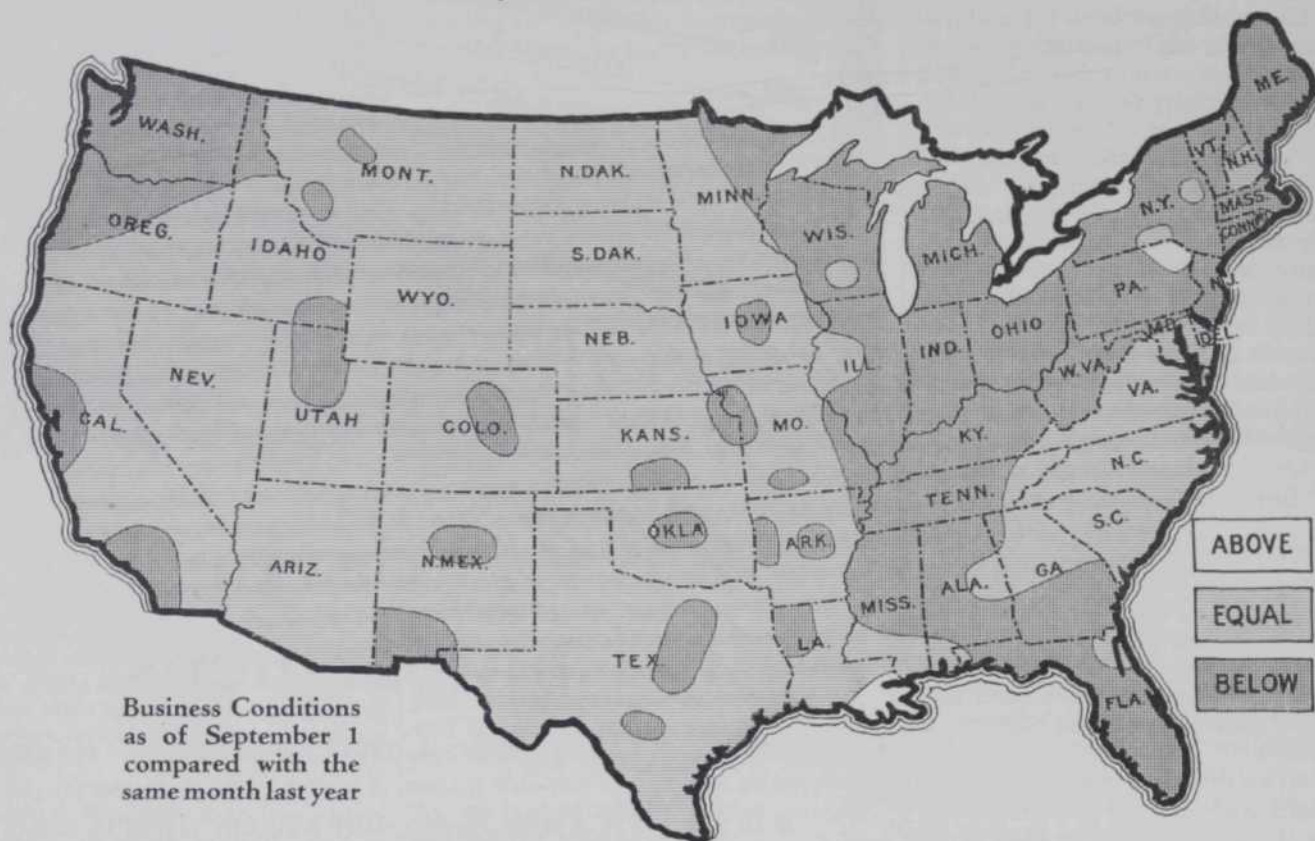 WASH.
OREG.
IDAHO
MONT.
N.DAK.
S.DAK.
MINN.
WIS.
MICH.
WYO.
NEB.
IOWA
ILL.
IND.
OHIO
PA.
N.Y.
VT.
N.H.
ME.
MASS.
CONN.
N.J.
DEL.
MD.
W.VA.
VA.
KY.
N.C.
TENN.
S.C.
GA.
ALA.
MISS.
FLA.
CAL.
NEV.
UTAH
COLO.
KANS.
MO.
ARIZ.
N.MEX.
OKLA.
ARK.
TEX.
LA.
ABOVE
EQUAL
BELOW
Business Conditions
as of September 1
compared with the
same month last year